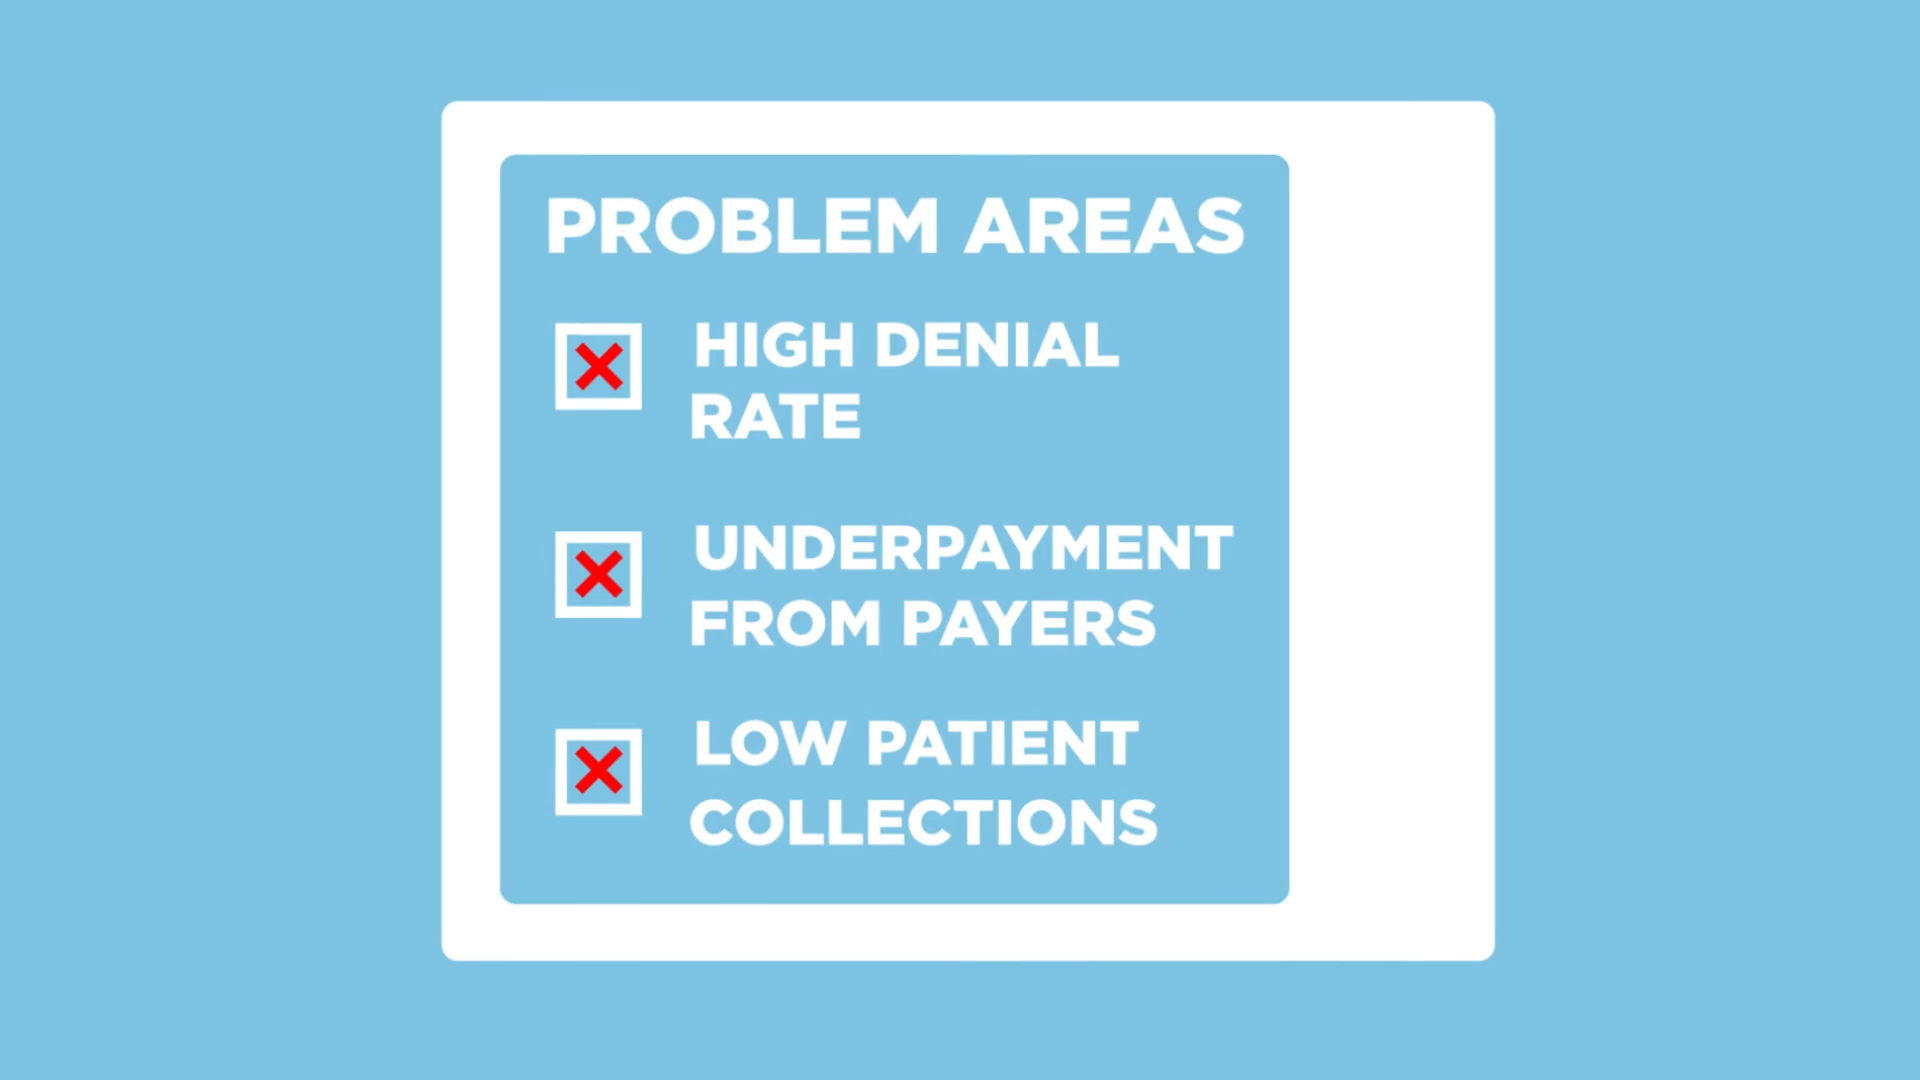 PROBLEM AREAS
HIGH DENIAL
RATE
UNDERPAYMENT
FROM PAYERS
LOW PATIENT
COLLECTIONS